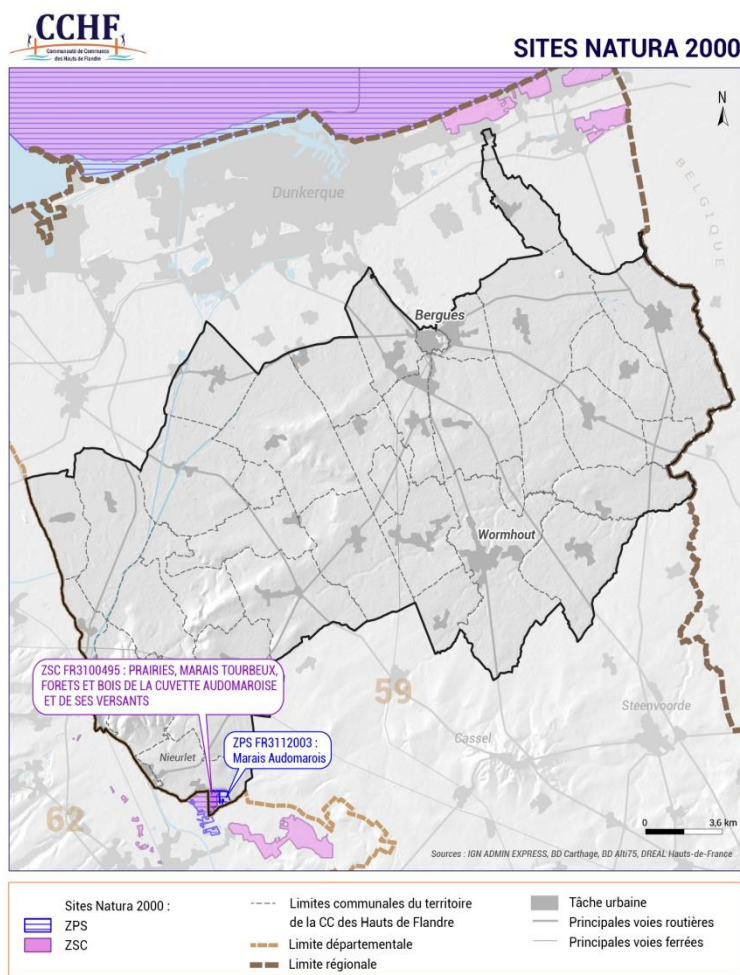 CCHF
Communauté de Communes
des Hauts de Flandre
SITES NATURA 2000
N
BELGIQUE
Dunkerque
Bergues
Wormhout
ZSC FR3100495 : PRAIRIES, MARAIS TOURBEUX,
FORETS ET BOIS DE LA CUVETTE AUDOMAROISE
ET DE SES VERSANTS
59
Steenvoorde
ZPS FR3112003 :
Marais Audomarois
Nieurlet
Cassel
62
0 3,6 km
Sources : IGN ADMIN EXPRESS, BD Carthage, BD Alti75, DREAL Hauts-de-France
Sites Natura 2000 :
ZPS
ZSC
Limites communales du territoire
de la CC des Hauts de Flandre
Limite départementale
Limite régionale
Tâche urbaine
Principales voies routières
Principales voies ferrées